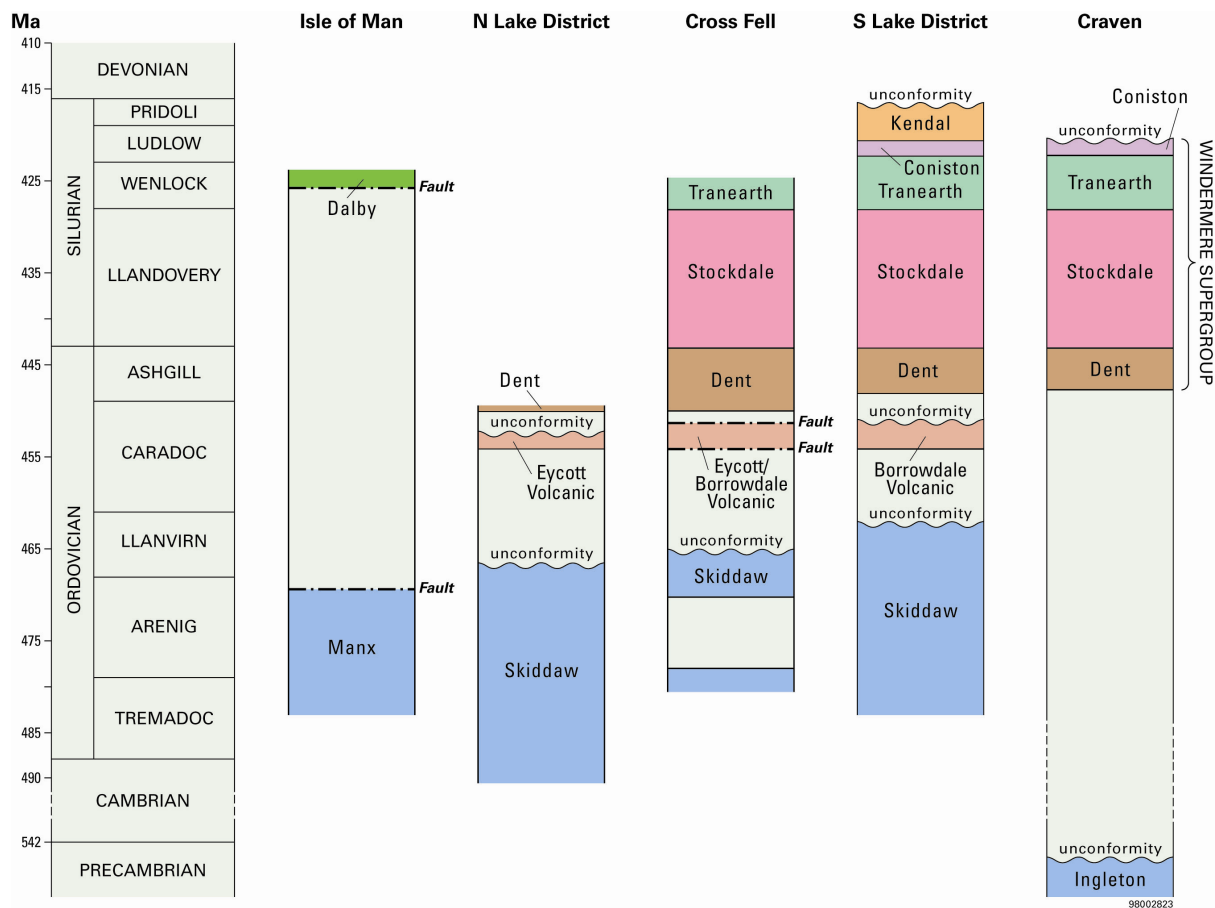 Ma
Isle of Man
N Lake District
Cross Fell
S Lake District
Craven
410
415
425
435
445
455
465
475
485
490
542
DEVONIAN
SILURIAN
PRIDOLI
LUDLOW
WENLOCK
LLANDOVERY
ORDOVICIAN
ASHGILL
CARADOC
LLANVIRN
ARENIG
TREMADOC
CAMBRIAN
PRECAMBRIAN
Fault
Dalby
Fault
Manx
Dent
unconformity
Eycott
Volcanic
unconformity
Skiddaw
Tranearth
Stockdale
Dent
Fault
Fault
Eycott/
Borrowdale
Volcanic
unconformity
Skiddaw
unconformity
Kendal
Coniston
Tranearth
Stockdale
Dent
unconformity
Borrowdale
Volcanic
unconformity
Skiddaw
Coniston
unconformity
Tranearth
Stockdale
Dent
unconformity
Ingleton
WINDERMERE SUPERGROUP
98002823